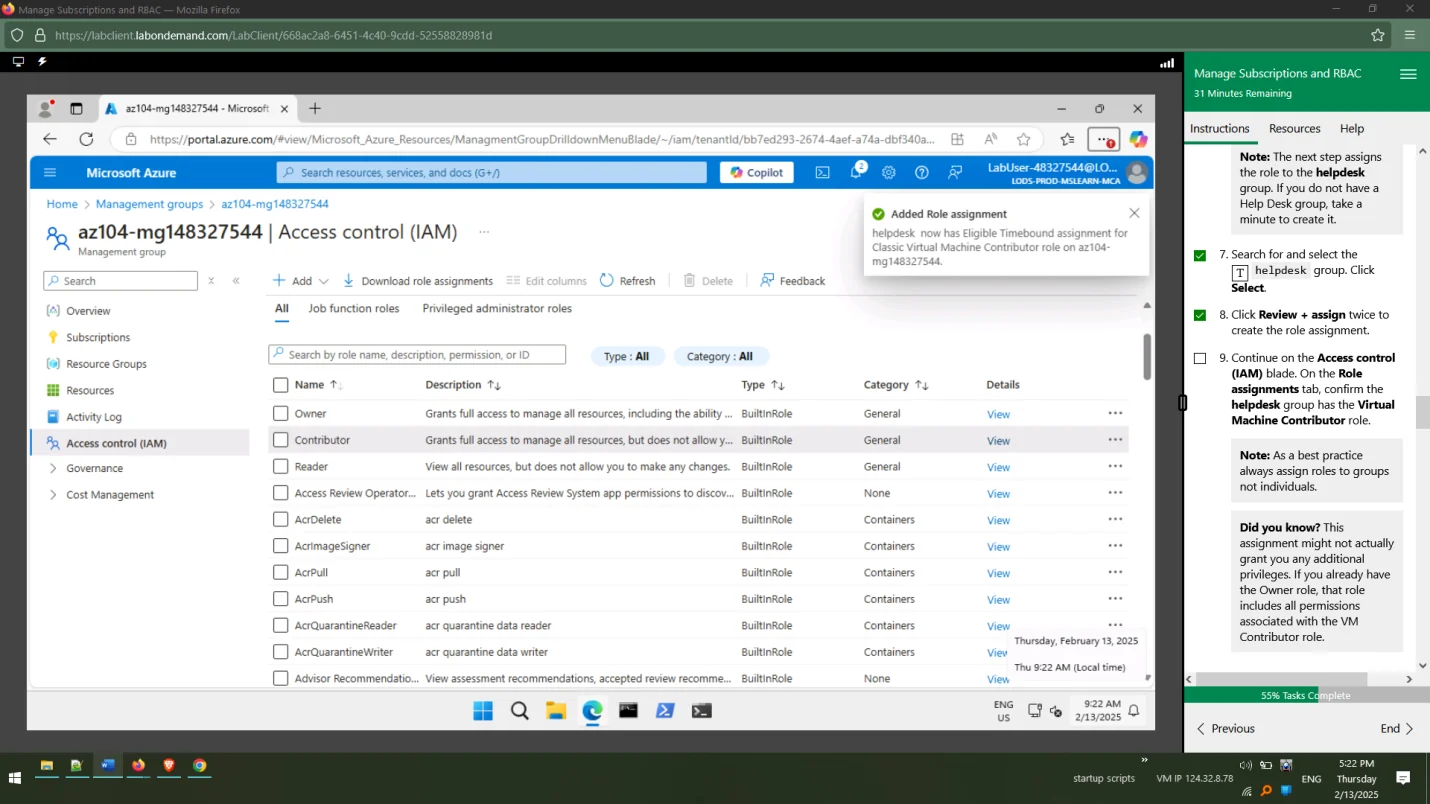 Manage Subscriptions and RBAC — Mozilla Firefox
https://labclient.labondemand.com/LabClient/668ac2a8-6451-4c40-9cdd-52558828981d
az104-mg148327544 - Microsoft
https://portal.azure.com/#view/Microsoft_Azure_Resources/ManagmentGroupDrilldownMenuBlade/~/iam/tenantId/bb7ed293-2674-4aef-a74a-dbf340a...
Microsoft Azure
Search resources, services, and docs (G+/)
Copilot
2
LabUser-48327544@LO...
LODS-PROD-MSLEARN-MCA
Home > Management groups > az104-mg148327544
az104-mg148327544 | Access control (IAM) ...
Management group
Added Role assignment
helpdesk now has Eligible Timebound assignment for
Classic Virtual Machine Contributor role on az104-
mg148327544.
Search
Add
Download role assignments
Edit columns
Refresh
Delete
Feedback
Overview
Subscriptions
Resource Groups
Resources
Activity Log
Access control (IAM)
Governance
Cost Management
All Job function roles Privileged administrator roles
Search by role name, description, permission, or ID
Type : All
Category : All
Name ↑↓ Description ↑↓ Type ↑↓ Category ↑↓ Details
Owner Grants full access to manage all resources, including the ability ... BuiltInRole General View ...
Contributor Grants full access to manage all resources, but does not allow y... BuiltInRole General View ...
Reader View all resources, but does not allow you to make any changes. BuiltInRole General View ...
Access Review Operator... Lets you grant Access Review System app permissions to discov... BuiltInRole None View ...
AcrDelete acr delete BuiltInRole Containers View ...
AcrImageSigner acr image signer BuiltInRole Containers View ...
AcrPull acr pull BuiltInRole Containers View ...
AcrPush acr push BuiltInRole Containers View ...
AcrQuarantineReader acr quarantine data reader BuiltInRole Containers View ...
AcrQuarantineWriter acr quarantine data writer BuiltInRole Containers View
Advisor Recommendatio... View assessment recommendations, accepted review recomme... BuiltInRole None View
Thursday, February 13, 2025
Thu 9:22 AM (Local time)
ENG
US
9:22 AM
2/13/2025
Manage Subscriptions and RBAC
31 Minutes Remaining
Instructions Resources Help
Note: The next step assigns
the role to the helpdesk
group. If you do not have a
Help Desk group, take a
minute to create it.
7. Search for and select the
T helpdesk group. Click
Select.
8. Click Review + assign twice to
create the role assignment.
9. Continue on the Access control
(IAM) blade. On the Role
assignments tab, confirm the
helpdesk group has the Virtual
Machine Contributor role.
Note: As a best practice
always assign roles to groups
not individuals.
Did you know? This
assignment might not actually
grant you any additional
privileges. If you already have
the Owner role, that role
includes all permissions
associated with the VM
Contributor role.
55% Tasks Complete
Previous
End
startup scripts
VM IP 124.32.8.78
ENG
5:22 PM
Thursday
2/13/2025